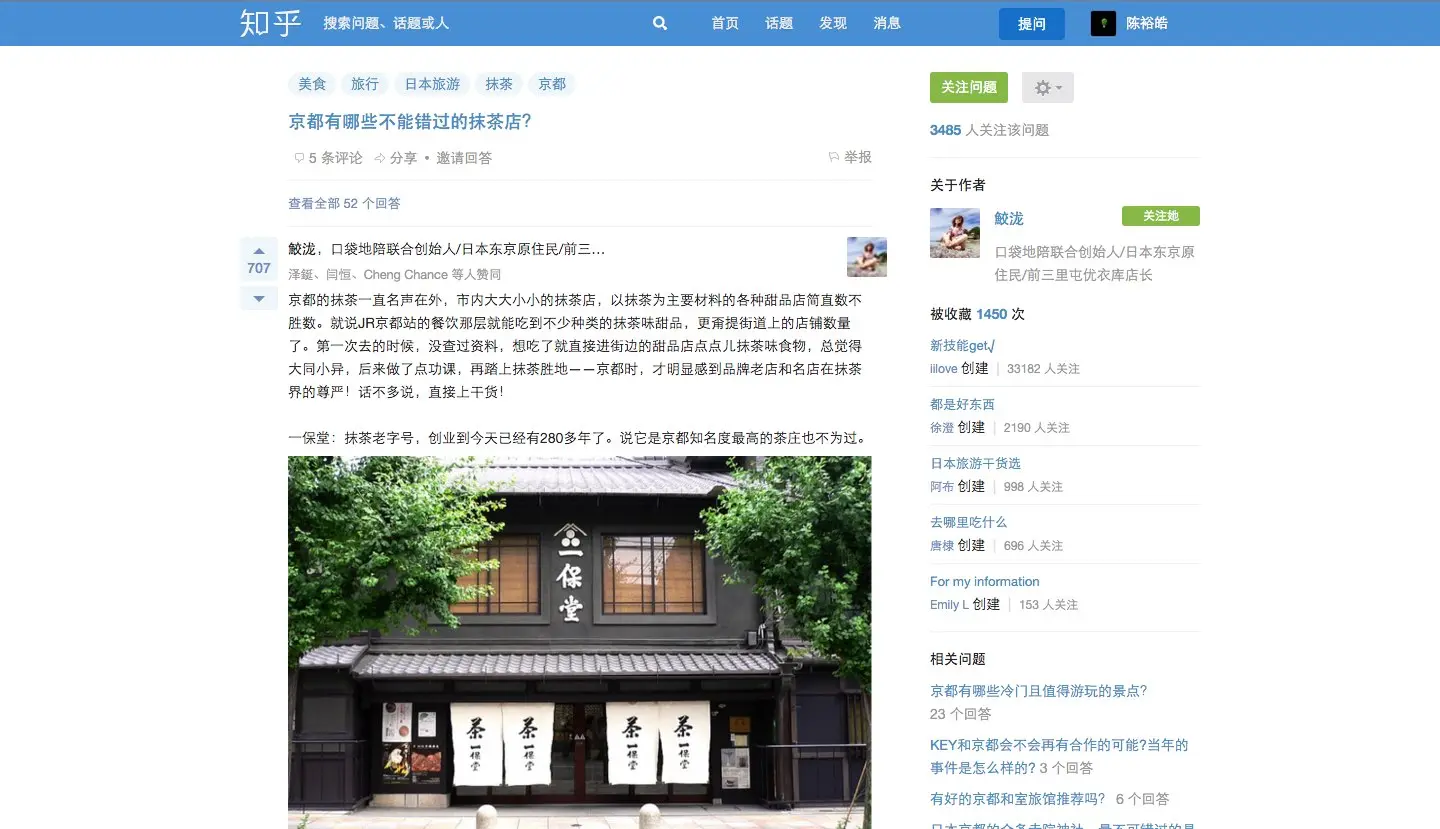 知乎
搜索问题、话题或人
首页 话题 发现 消息
提问
陈裕皓
美食 旅行 日本旅游 抹茶 京都
京都有哪些不能错过的抹茶店?
5 条评论 分享 • 邀请回答
举报
查看全部 52 个回答
707
鲛泷，口袋地陪联合创始人/日本东京原住民/前三…
泽鋋、闫恒、Cheng Chance 等人赞同
京都的抹茶一直名声在外，市内大大小小的抹茶店，以抹茶为主要材料的各种甜品店简直数不
胜数。就说JR京都站的餐饮那层就能吃到不少种类的抹茶味甜品，更甭提街道上的店铺数量
了。第一次去的时候，没查过资料，想吃了就直接进街边的甜品店点点儿抹茶味食物，总觉得
大同小异，后来做了点功课，再踏上抹茶胜地——京都时，才明显感到品牌老店和名店在抹茶
界的尊严！话不多说，直接上干货！
一保堂：抹茶老字号，创业到今天已经有280多年了。说它是京都知名度最高的茶庄也不为过。
一保堂
茶 一保堂
茶 一保堂
茶 一保堂
茶 一保堂
关注问题
3485 人关注该问题
关于作者
鲛泷
关注她
口袋地陪联合创始人/日本东京原
住民/前三里屯优衣库店长
被收藏 1450 次
新技能get√
iilove 创建 | 33182 人关注
都是好东西
徐澄 创建 | 2190 人关注
日本旅游干货选
阿布 创建 | 998 人关注
去哪里吃什么
唐棣 创建 | 696 人关注
For my information
Emily L 创建 | 153 人关注
相关问题
京都有哪些冷门且值得游玩的景点?
23 个回答
KEY和京都会不会再有合作的可能?当年的
事件是怎么样的? 3 个回答
有好的京都和室旅馆推荐吗? 6 个回答